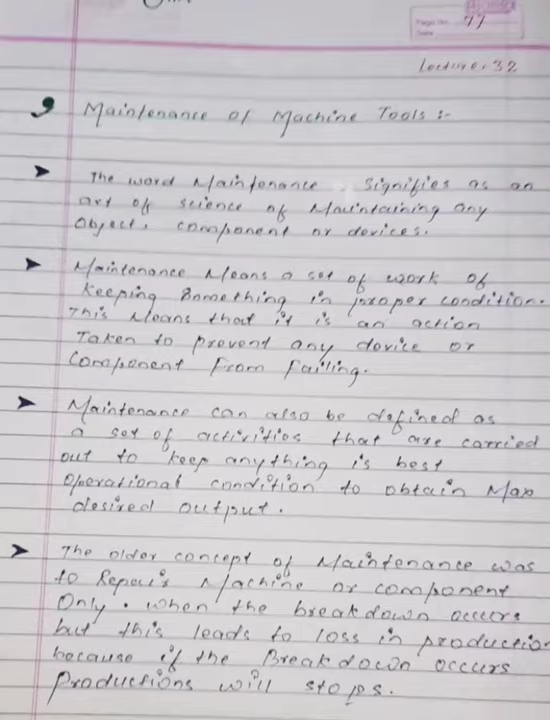 Page No. 77
Date
Lecture. 32
Maintenance of Machine Tools :-
➤ The word Maintenance Signifies as an
art of science of Maintaining any
Object, component or devices.
➤ Maintenance Means a set of work of
keeping Something in proper condition.
This Means that it is an action
Taken to prevent any device or
Component from failing.
➤ Maintenance can also be defined as
a set of activities that are carried
out to keep anything is best
Operational condition to obtain Max
desired output.
➤ The older concept of Maintenance was
to Repair Machine or component
Only. when the breakdown occurs
but this leads to loss in production
because if the Breakdown occurs
Productions will stops.